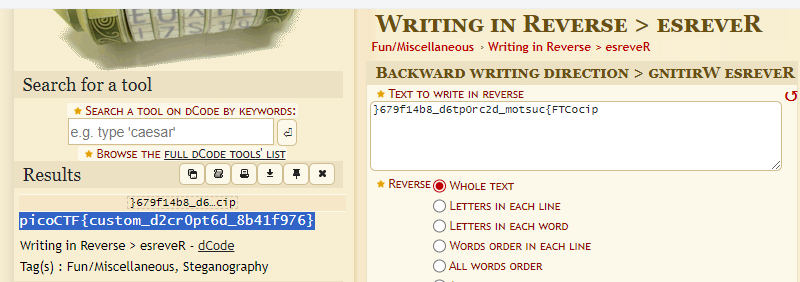 Search for a tool
★ Search a tool on dCode by keywords:
e.g. type 'caesar'
★ Browse the full dCode tools' list
Results
}679f14b8_d6…cip
picoCTF{custom_d2cr0pt6d_8b41f976}
Writing in Reverse > esreveR - dCode
Tag(s) : Fun/Miscellaneous, Steganography
Writing in Reverse > esreveR
Fun/Miscellaneous › Writing in Reverse > esreveR
Backward writing direction > gnitirW esreveR
★ Text to write in reverse
}679f14b8_d6tp0rc2d_motsuc{FTCocip
★ Reverse
Whole text
Letters in each line
Letters in each word
Words order in each line
All words order